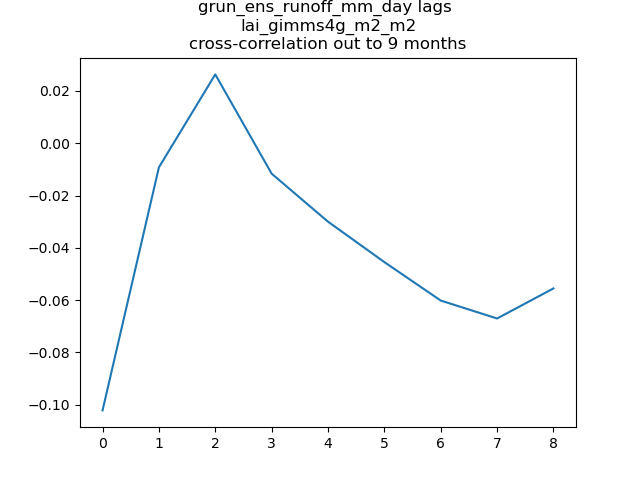 grun_ens_runoff_mm_day lags
lai_gimms4g_m2_m2
cross-correlation out to 9 months
0.02
0.00
−0.02
−0.04
−0.06
−0.08
−0.10
0 1 2 3 4 5 6 7 8